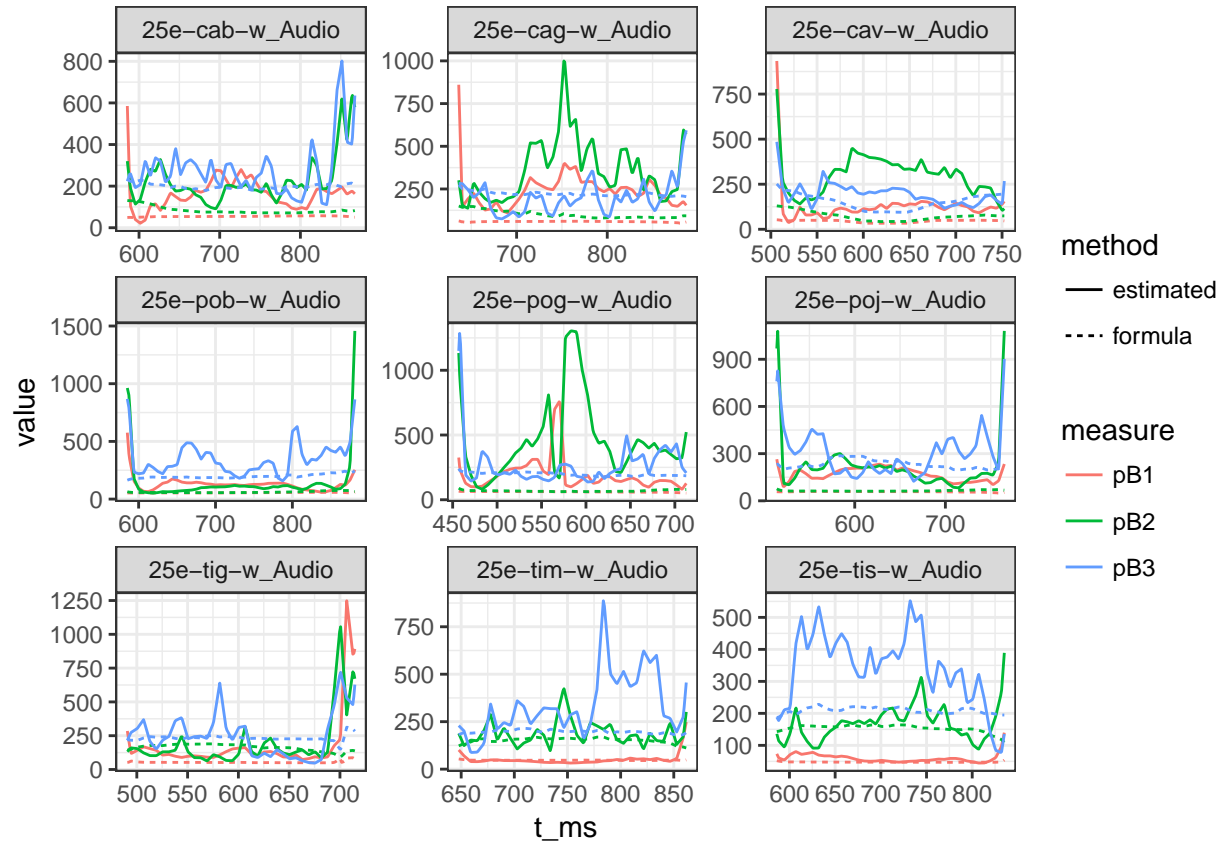 25e-cab-w_Audio 25e-cag-w_Audio 25e-cav-w_Audio
800
600
400
200
0
600 700 800
1000
750
500
250
700 800
750
500
250
0
500 550 600 650 700 750
25e-pob-w_Audio 25e-pog-w_Audio 25e-poj-w_Audio
1500
1000
500
0
600 700 800
1000
500
0
450 500 550 600 650 700
900
600
300
0
600 700
25e-tig-w_Audio 25e-tim-w_Audio 25e-tis-w_Audio
1250
1000
750
500
250
0
500 550 600 650 700
750
500
250
0
650 700 750 800 850
500
400
300
200
100
600 650 700 750 800
value
t_ms
method
estimated
formula
measure
pB1
pB2
pB3